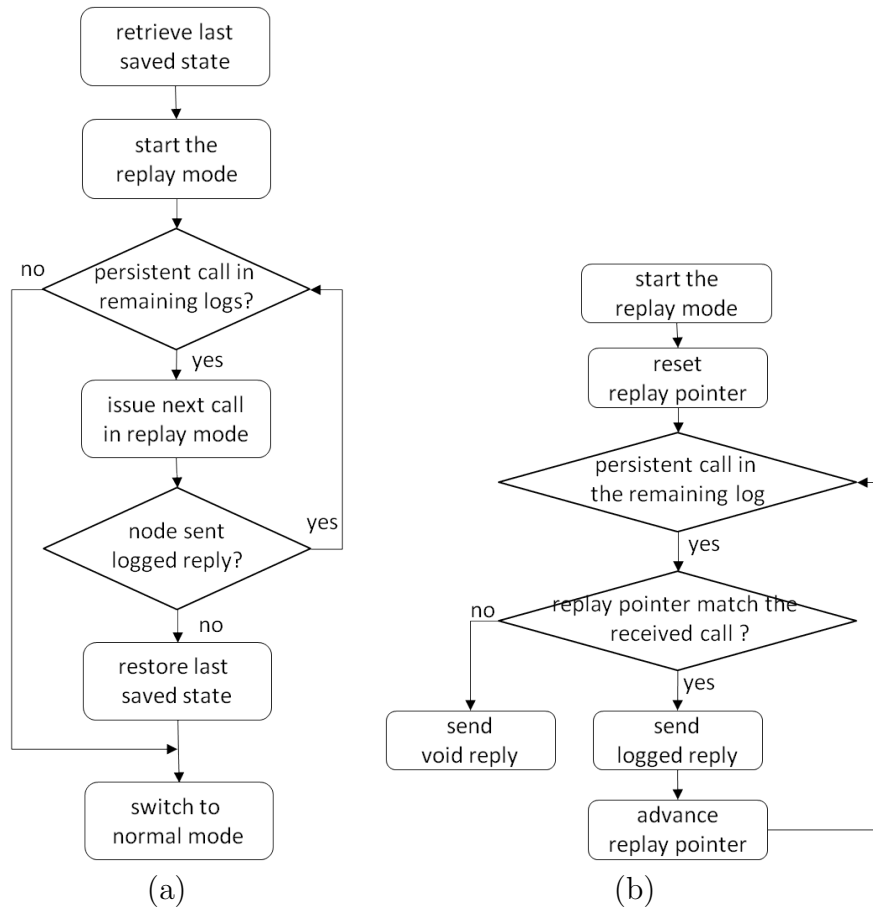 retrieve last
saved state
start the
replay mode
no
persistent call in
remaining logs?
yes
issue next call
in replay mode
node sent
logged reply?
yes
no
restore last
saved state
switch to
normal mode
(a)
start the
replay mode
reset
replay pointer
persistent call in
the remaining log
yes
no
replay pointer match the
received call ?
yes
send
void reply
send
logged reply
advance
replay pointer
(b)